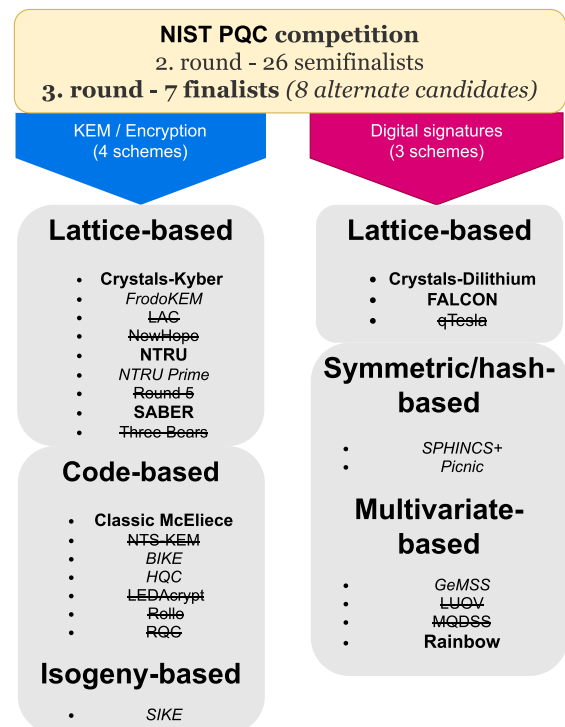 NIST PQC competition
2. round - 26 semifinalists
3. round - 7 finalists (8 alternate candidates)
KEM / Encryption
(4 schemes)
Lattice-based
Crystals-Kyber
FrodoKEM
LAC
NewHope
NTRU
NTRU Prime
Round 5
SABER
Three Bears
Code-based
Classic McEliece
NTS-KEM
BIKE
HQC
LEDAcrypt
Rollo
RQC
Isogeny-based
SIKE
Digital signatures
(3 schemes)
Lattice-based
Crystals-Dilithium
FALCON
qTesla
Symmetric/hash-
based
SPHINCS+
Picnic
Multivariate-
based
GeMSS
LUOV
MQDSS
Rainbow